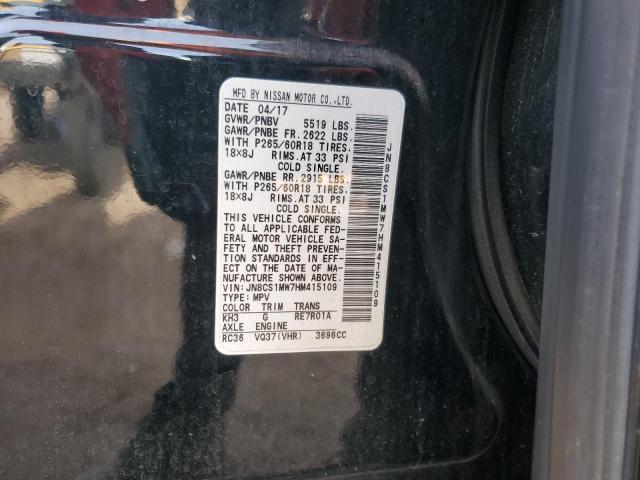 MFD BY NISSAN MOTOR CO.,LTD.
DATE 04/17
GVWR/PNBV 5519 LBS.
GAWR/PNBE FR.2622 LBS.
WITH P265/60R18 TIRES.
18×8J RIMS.AT 33 PSI
COLD SINGLE.
GAWR/PNBE RR.2915 LBS.
WITH P265/60R18 TIRES.
18×8J RIMS.AT 33 PSI
COLD SINGLE.
THIS VEHICLE CONFORMS
TO ALL APPLICABLE FED-
ERAL MOTOR VEHICLE SA-
FETY AND THEFT PREVEN-
TION STANDARDS IN EFF-
ECT ON THE DATE OF MA-
NUFACTURE SHOWN ABOVE.
VIN:JN8CS1MW7HM415109
TYPE:MPV
COLOR TRIM TRANS
KH3 G RE7R01A
AXLE ENGINE
RC36 VQ37(VHR) 3696CC
JN8CS1MW7HM415109